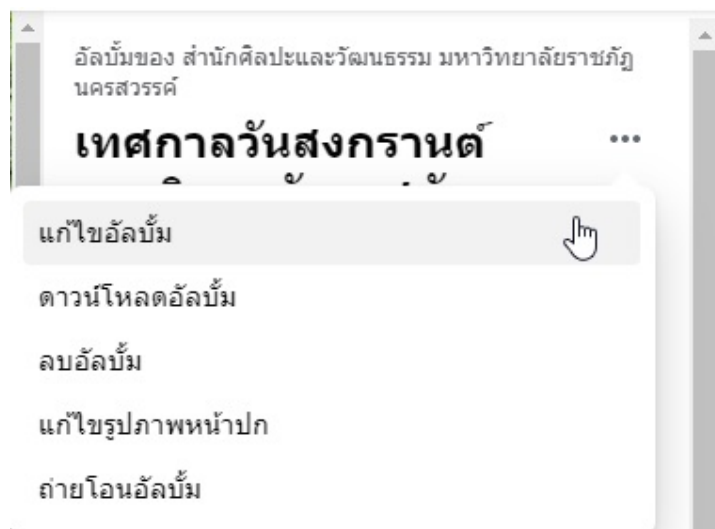 อัลบั้มของ สำนักศิลปะและวัฒนธรรม มหาวิทยาลัยราชภัฏ
นครสวรรค์
เทศกาลวันสงกรานต์
แก้ไขอัลบั้ม
ดาวน์โหลดอัลบั้ม
ลบอัลบั้ม
แก้ไขรูปภาพหน้าปก
ถ่ายโอนอัลบั้ม